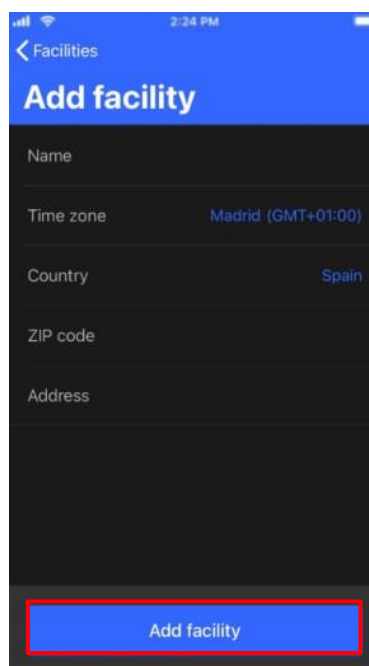 2:24 PM
Facilities
Add facility
Name
Time zone Madrid (GMT+01:00)
Country Spain
ZIP code
Address
Add facility